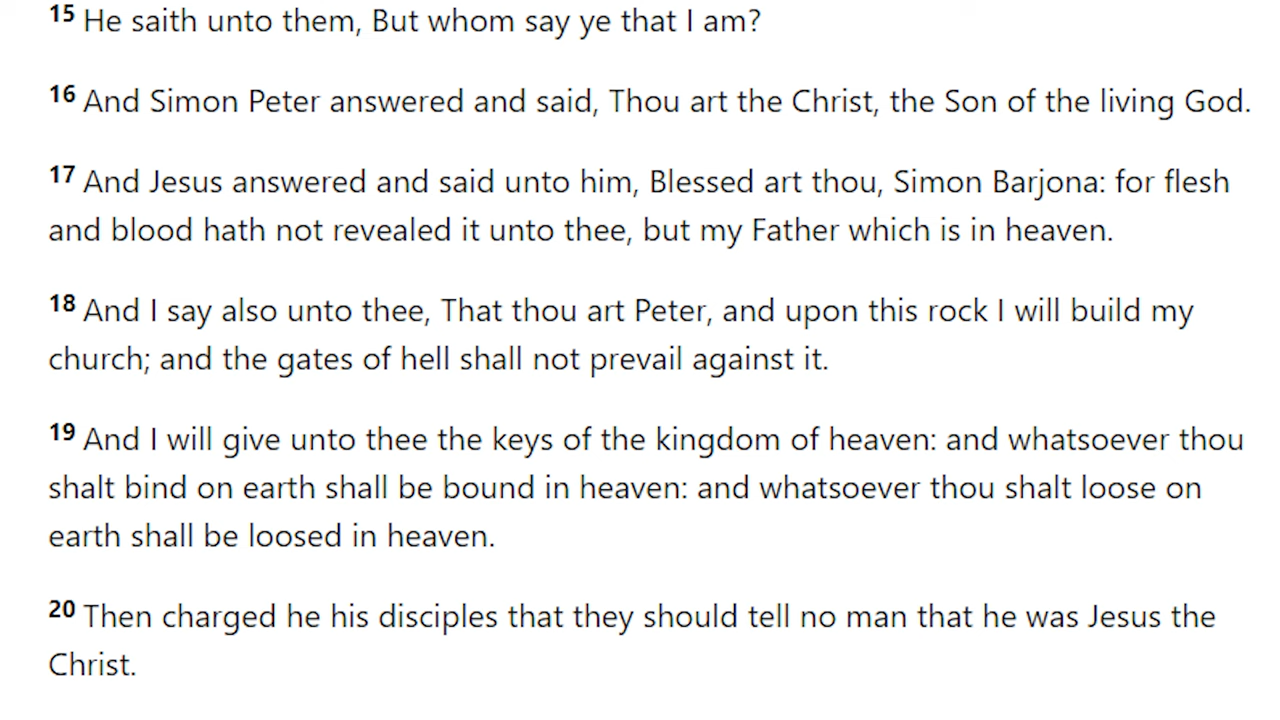 15 He saith unto them, But whom say ye that I am?
16 And Simon Peter answered and said, Thou art the Christ, the Son of the living God.
17 And Jesus answered and said unto him, Blessed art thou, Simon Barjona: for flesh
and blood hath not revealed it unto thee, but my Father which is in heaven.
18 And I say also unto thee, That thou art Peter, and upon this rock I will build my
church; and the gates of hell shall not prevail against it.
19 And I will give unto thee the keys of the kingdom of heaven: and whatsoever thou
shalt bind on earth shall be bound in heaven: and whatsoever thou shalt loose on
earth shall be loosed in heaven.
20 Then charged he his disciples that they should tell no man that he was Jesus the
Christ.